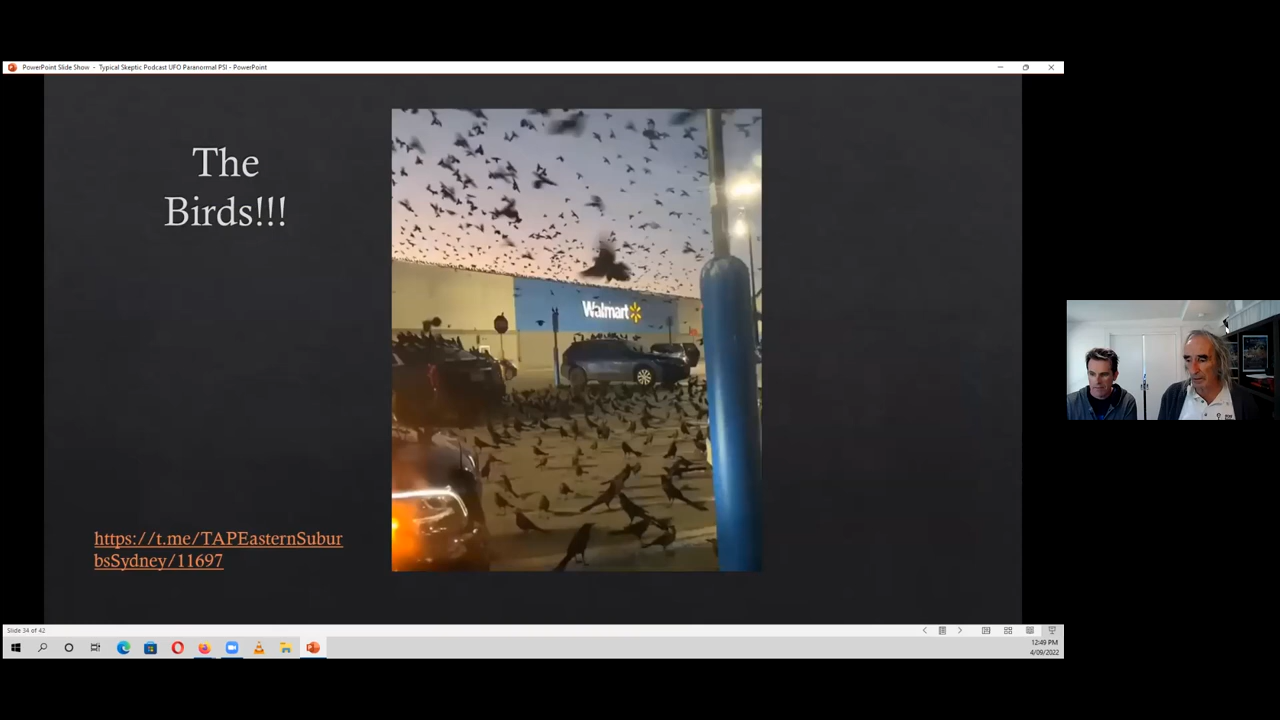 PowerPoint Slide Show - Typical Skeptic Podcast UFO Paranormal PSI - PowerPoint
The
Birds!!!
Walmart
https://t.me/TAPEasternSubur
bsSydney/11697
Slide 34 of 42
12:49 PM
4/09/2022